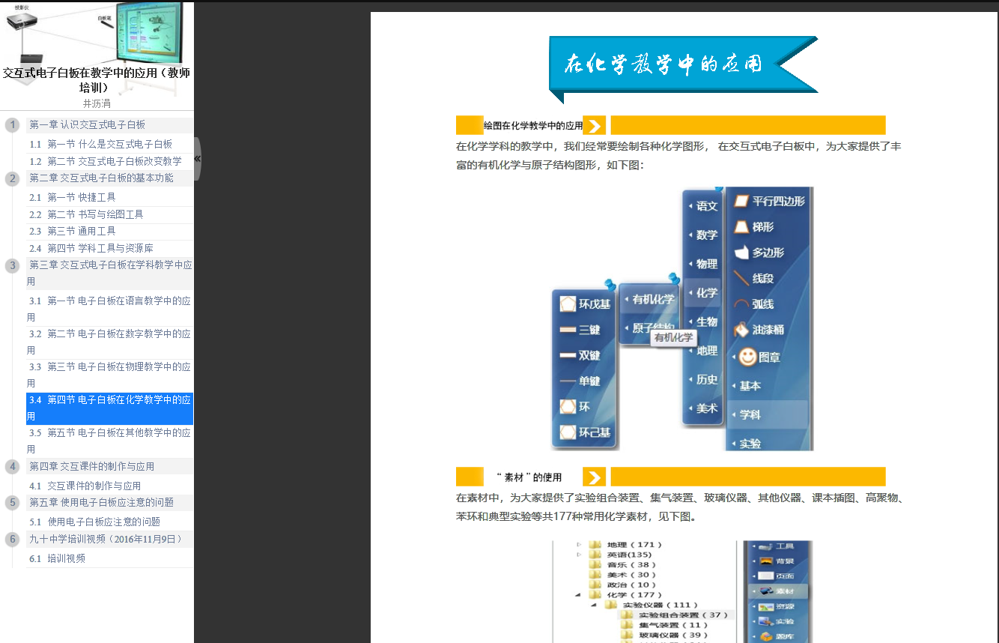 投影仪
白板笔
交互式电子白板在教学中的应用（教师
培训）
井沥涓
1 第一章 认识交互式电子白板
1.1 第一节 什么是交互式电子白板
1.2 第二节 交互式电子白板改变教学
2 第二章 交互式电子白板的基本功能
2.1 第一节 快捷工具
2.2 第二节 书写与绘图工具
2.3 第三节 通用工具
2.4 第四节 学科工具与资源库
3 第三章 交互式电子白板在学科教学中应
用
3.1 第一节 电子白板在语言教学中的应
用
3.2 第二节 电子白板在数字教学中的应
用
3.3 第三节 电子白板在物理教学中的应
用
3.4 第四节 电子白板在化学教学中的应
用
3.5 第五节 电子白板在其他教学中的应
用
4 第四章 交互课件的制作与应用
4.1 交互课件的制作与应用
5 第五章 使用电子白板应注意的问题
5.1 使用电子白板应注意的问题
6 九十中学培训视频（2016年11月9日）
6.1 培训视频
«
在化学教学中的应用
绘图在化学教学中的应用
在化学学科的教学中，我们经常要绘制各种化学图形， 在交互式电子白板中，为大家提供了丰
富的有机化学与原子结构图形，如下图：
环戊基
三键
双键
单键
环
环己基
有机化学
原子结构
有机化学
语文
数学
物理
化学
生物
地理
历史
美术
平行四边形
梯形
多边形
线段
弧线
油漆桶
图章
基本
学科
实验
“素材”的使用
在素材中，为大家提供了实验组合装置、集气装置、玻璃仪器、其他仪器、课本插图、高聚物、
苯环和典型实验等共177种常用化学素材，见下图。
地理（171）
英语(135)
音乐（38）
美术（30）
政治（10）
化学（177）
实验仪器（111）
实验组合装置（37）
集气装置（11）
玻璃仪器（39）
工具
背景
页面
素材
资源
实验
题库